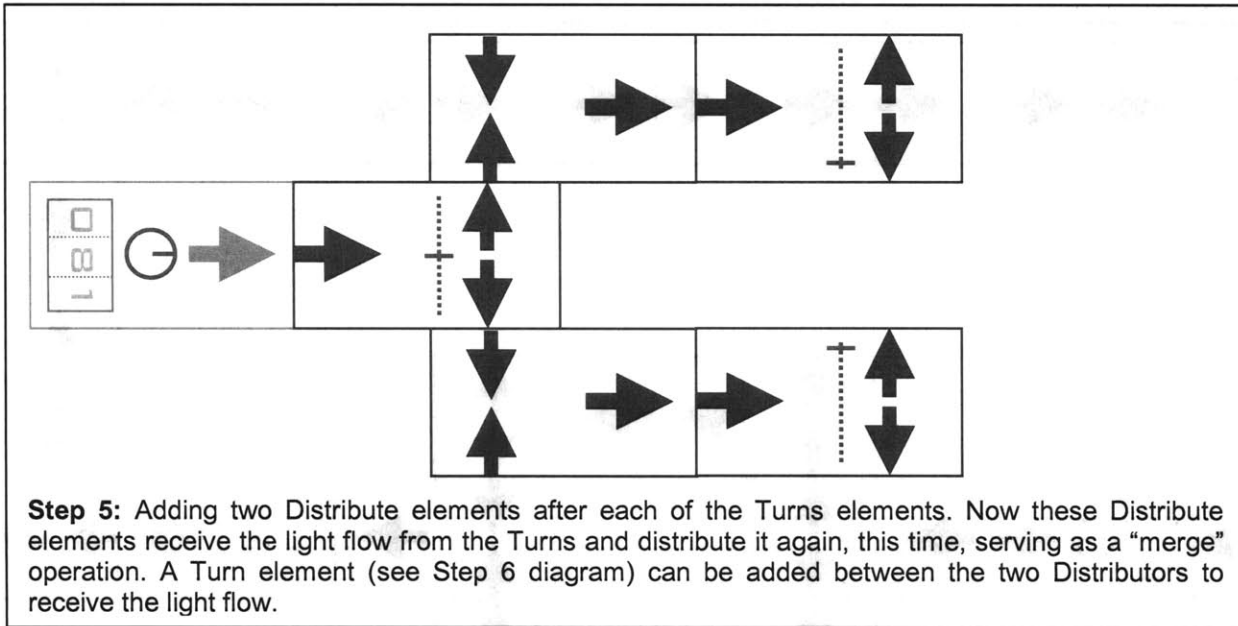 081
Step 5: Adding two Distribute elements after each of the Turns elements. Now these Distribute
elements receive the light flow from the Turns and distribute it again, this time, serving as a “merge”
operation. A Turn element (see Step 6 diagram) can be added between the two Distributors to
receive the light flow.